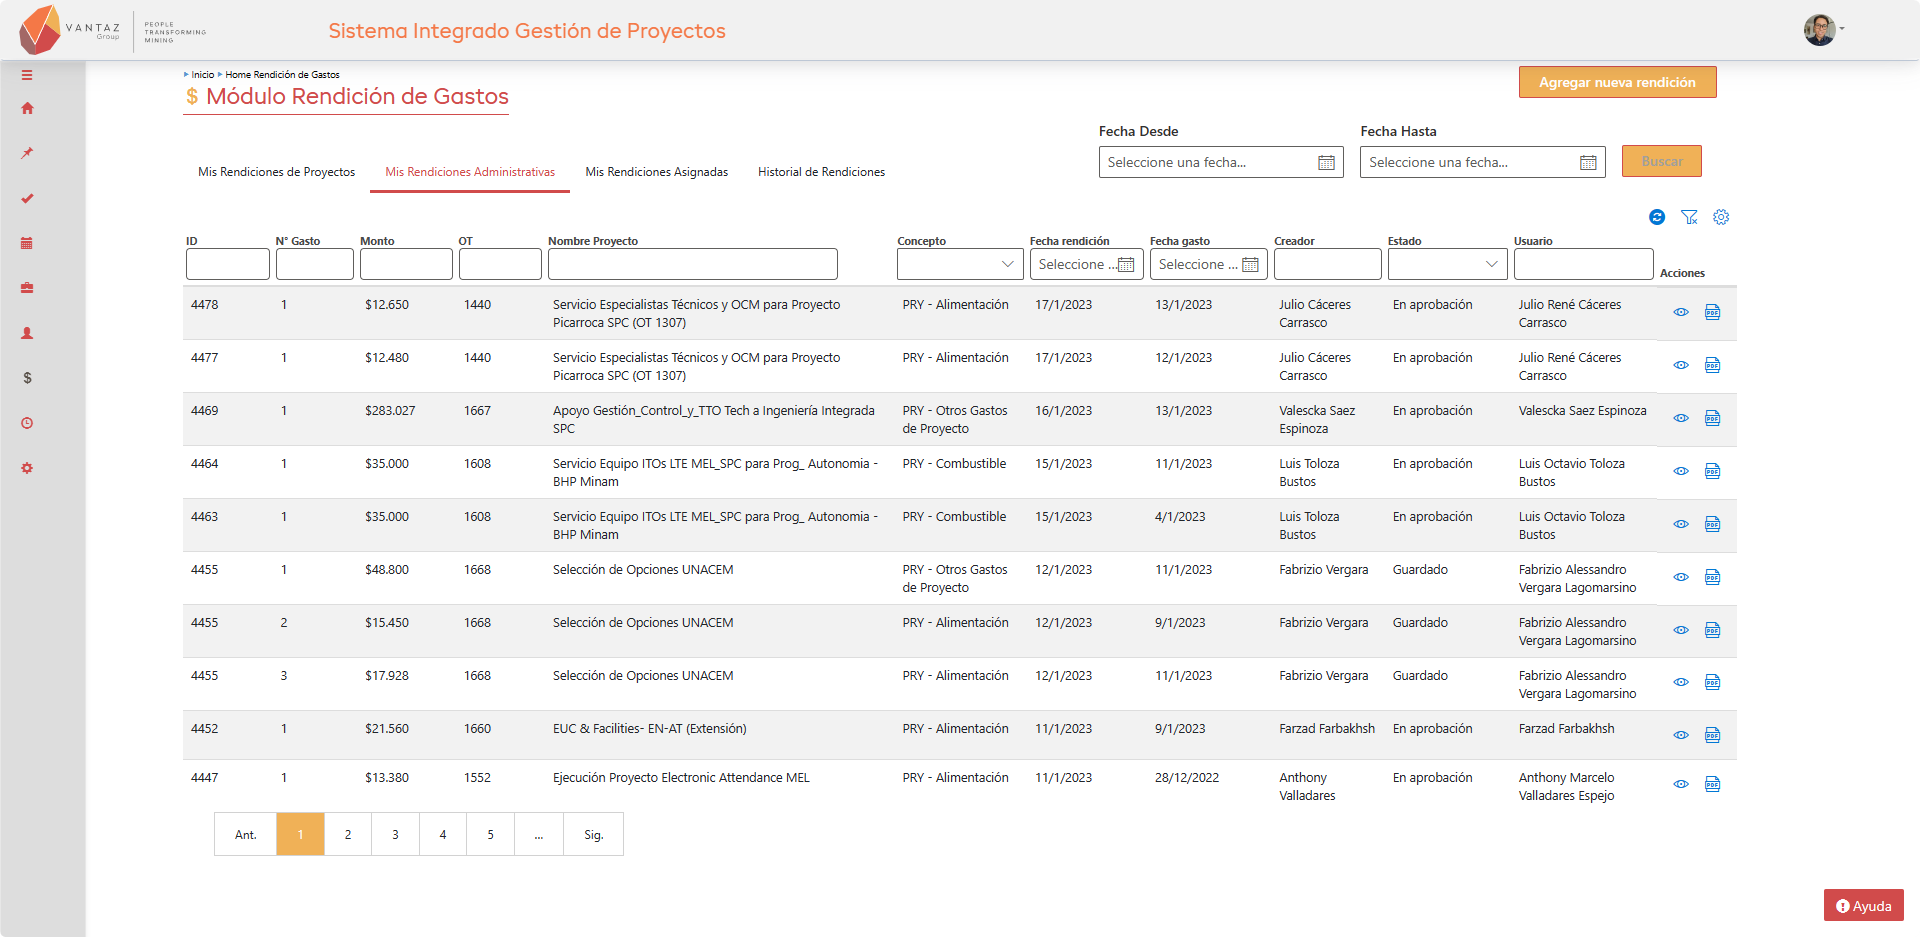 VANTAZ
Group
PEOPLE
TRANSFORMING
MINING
Sistema Integrado Gestión de Proyectos
Inicio Home Rendición de Gastos
$ Módulo Rendición de Gastos
Agregar nueva rendición
Fecha Desde Fecha Hasta
Seleccione una fecha... Seleccione una fecha... Buscar
Mis Rendiciones de Proyectos Mis Rendiciones Administrativas Mis Rendiciones Asignadas Historial de Rendiciones
ID N° Gasto Monto OT Nombre Proyecto Concepto Fecha rendición Fecha gasto Creador Estado Usuario Acciones
Seleccione ... Seleccione ...
4478 1 $12.650 1440 Servicio Especialistas Técnicos y OCM para Proyecto PRY - Alimentación 17/1/2023 13/1/2023 Julio Cáceres En aprobación Julio René Cáceres
Picarroca SPC (OT 1307) Carrasco Carrasco
4477 1 $12.480 1440 Servicio Especialistas Técnicos y OCM para Proyecto PRY - Alimentación 17/1/2023 12/1/2023 Julio Cáceres En aprobación Julio René Cáceres
Picarroca SPC (OT 1307) Carrasco Carrasco
4469 1 $283.027 1667 Apoyo Gestión_Control_y_TTO Tech a Ingeniería Integrada PRY - Otros Gastos 16/1/2023 13/1/2023 Valescka Saez En aprobación Valescka Saez Espinoza
SPC de Proyecto Espinoza
4464 1 $35.000 1608 Servicio Equipo ITOs LTE MEL_SPC para Prog_ Autonomia - PRY - Combustible 15/1/2023 11/1/2023 Luis Toloza En aprobación Luis Octavio Toloza
BHP Minam Bustos Bustos
4463 1 $35.000 1608 Servicio Equipo ITOs LTE MEL_SPC para Prog_ Autonomia - PRY - Combustible 15/1/2023 4/1/2023 Luis Toloza En aprobación Luis Octavio Toloza
BHP Minam Bustos Bustos
4455 1 $48.800 1668 Selección de Opciones UNACEM PRY - Otros Gastos 12/1/2023 11/1/2023 Fabrizio Vergara Guardado Fabrizio Alessandro
de Proyecto Vergara Lagomarsino
4455 2 $15.450 1668 Selección de Opciones UNACEM PRY - Alimentación 12/1/2023 9/1/2023 Fabrizio Vergara Guardado Fabrizio Alessandro
Vergara Lagomarsino
4455 3 $17.928 1668 Selección de Opciones UNACEM PRY - Alimentación 12/1/2023 11/1/2023 Fabrizio Vergara Guardado Fabrizio Alessandro
Vergara Lagomarsino
4452 1 $21.560 1660 EUC & Facilities- EN-AT (Extensión) PRY - Alimentación 11/1/2023 9/1/2023 Farzad Farbakhsh En aprobación Farzad Farbakhsh
4447 1 $13.380 1552 Ejecución Proyecto Electronic Attendance MEL PRY - Alimentación 11/1/2023 28/12/2022 Anthony En aprobación Anthony Marcelo
Valladares Valladares Espejo
Ant. 1 2 3 4 5 ... Sig.
Ayuda